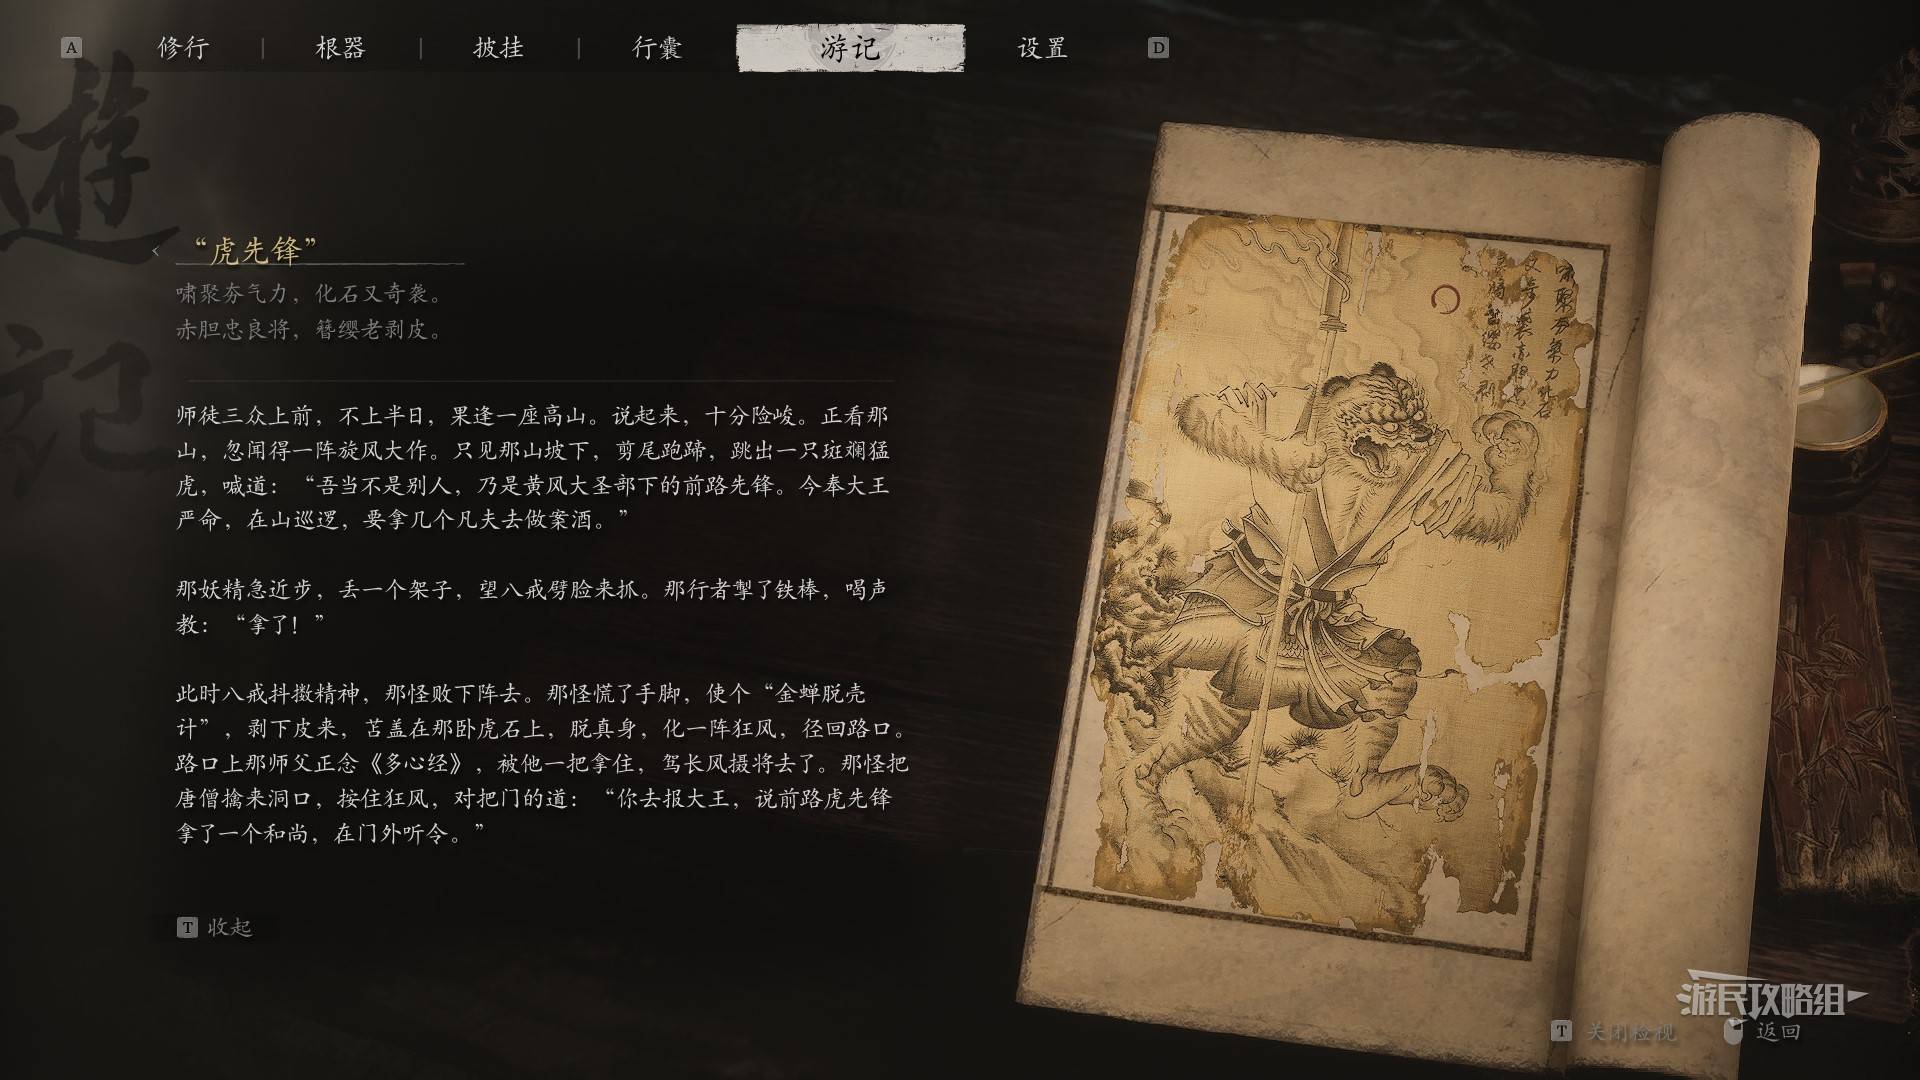 A 修行 | 根器 | 披挂 | 行囊 | 游记 设置 D
遊記
“虎先锋”
啸聚夯气力，化石又奇袭。
赤胆忠良将，簪缨老剥皮。
师徒三众上前，不上半日，果逢一座高山。说起来，十分险峻。正看那
山，忽闻得一阵旋风大作。只见那山坡下，剪尾跑蹄，跳出一只斑斓猛
虎，喊道：“吾当不是别人，乃是黄风大圣部下的前路先锋。今奉大王
严命，在山巡逻，要拿几个凡夫去做案酒。”
那妖精急近步，丢一个架子，望八戒劈脸来抓。那行者掣了铁棒，喝声
教：“拿了！”
此时八戒抖擞精神，那怪败下阵去。那怪慌了手脚，使个“金蝉脱壳
计”，剥下皮来，苫盖在那卧虎石上，脱真身，化一阵狂风，径回路口。
路口上那师父正念《多心经》，被他一把拿住，驾长风摄将去了。那怪把
唐僧擒来洞口，按住狂风，对把门的道：“你去报大王，说前路虎先锋
拿了一个和尚，在门外听令。”
T 收起
游民攻略组
T 关闭检视 返回